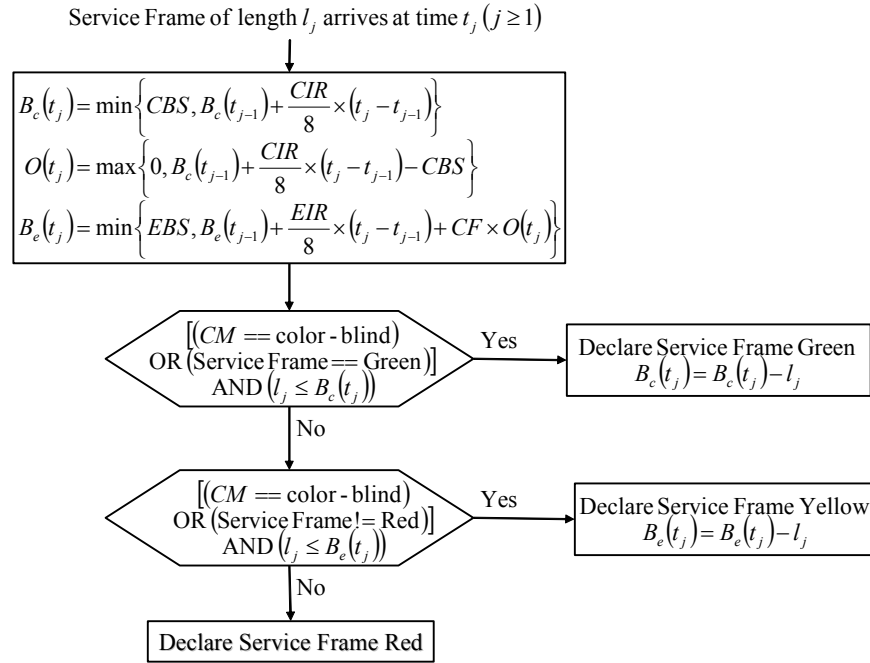 Service Frame of length l_j arrives at time t_j (j ≥ 1)
B_c(t_j) = min{CBS, B_c(t_{j−1}) + CIR/8 × (t_j − t_{j−1})}
O(t_j) = max{0, B_c(t_{j−1}) + CIR/8 × (t_j − t_{j−1}) − CBS}
B_e(t_j) = min{EBS, B_e(t_{j−1}) + EIR/8 × (t_j − t_{j−1}) + CF × O(t_j)}
[(CM == color - blind)
OR (Service Frame == Green)]
AND (l_j ≤ B_c(t_j))
Yes
Declare Service Frame Green
B_c(t_j) = B_c(t_j) − l_j
No
[(CM == color - blind)
OR (Service Frame != Red)]
AND (l_j ≤ B_e(t_j))
Yes
Declare Service Frame Yellow
B_e(t_j) = B_e(t_j) − l_j
No
Declare Service Frame Red